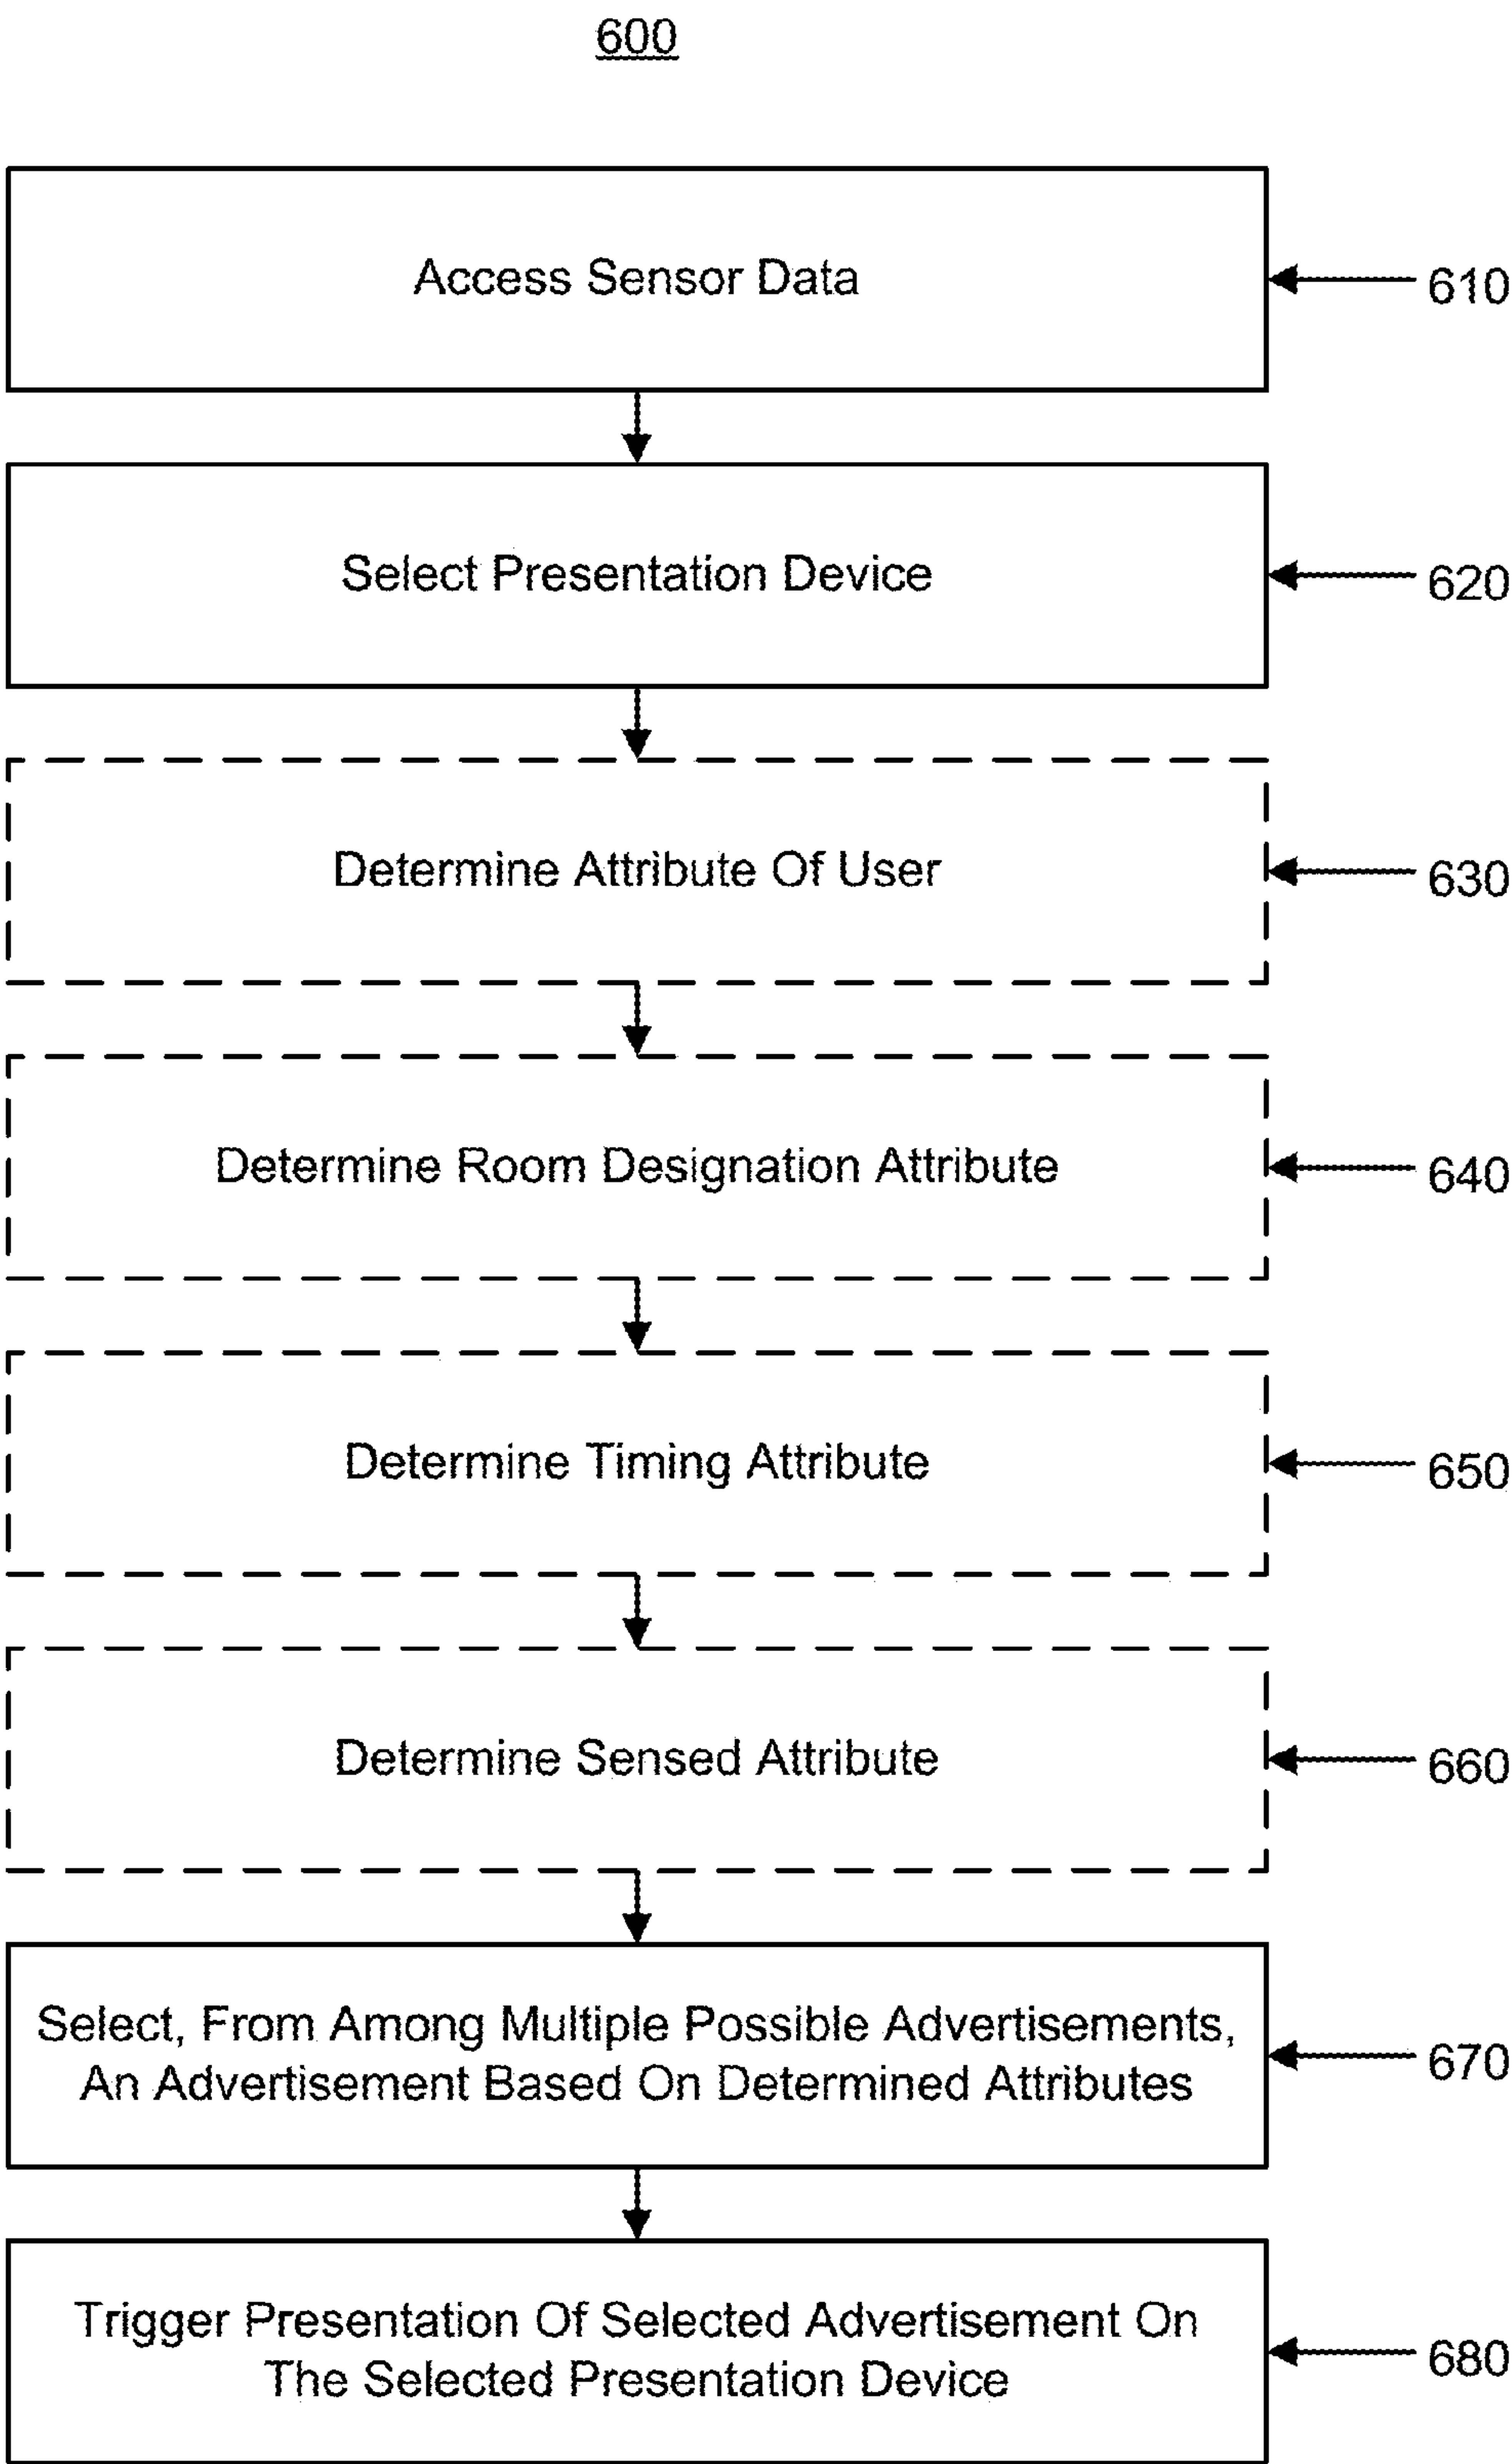 600
Access Sensor Data
610
Select Presentation Device
620
Determine Attribute Of User
630
Determine Room Designation Attribute
640
Determine Timing Attribute
650
Determine Sensed Attribute
660
Select, From Among Multiple Possible Advertisements,
An Advertisement Based On Determined Attributes
670
Trigger Presentation Of Selected Advertisement On
The Selected Presentation Device
680